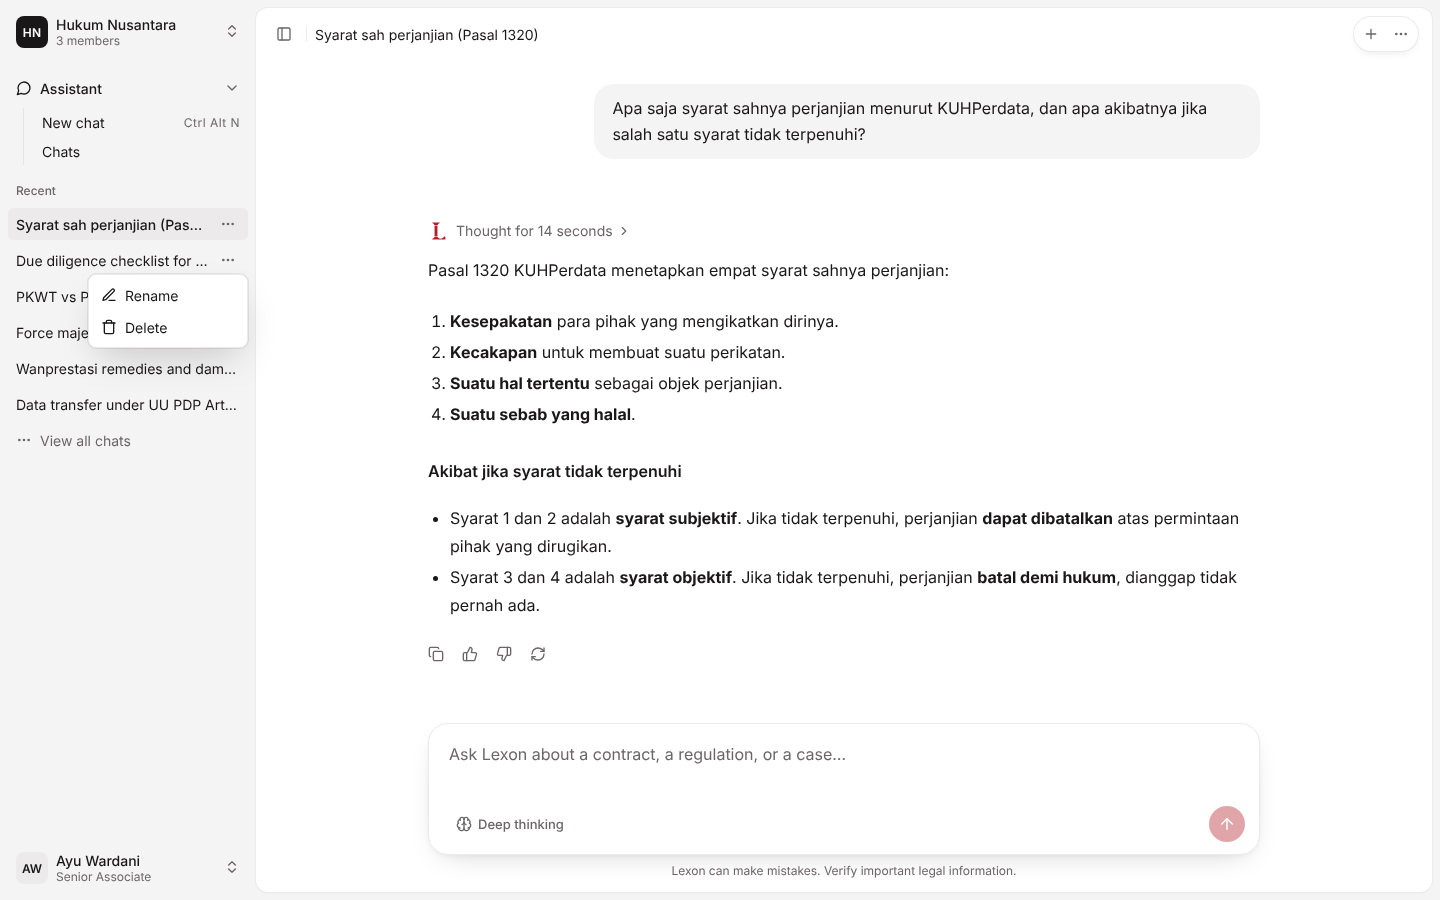 HN
Hukum Nusantara
3 members
Assistant
New chat Ctrl Alt N
Chats
Recent
Syarat sah perjanjian (Pas...
Due diligence checklist for ...
PKWT vs P
Force maje
Rename
Delete
Wanprestasi remedies and dam...
Data transfer under UU PDP Art...
View all chats
AW
Ayu Wardani
Senior Associate
Syarat sah perjanjian (Pasal 1320)
Apa saja syarat sahnya perjanjian menurut KUHPerdata, dan apa akibatnya jika
salah satu syarat tidak terpenuhi?
L Thought for 14 seconds
Pasal 1320 KUHPerdata menetapkan empat syarat sahnya perjanjian:
1. Kesepakatan para pihak yang mengikatkan dirinya.
2. Kecakapan untuk membuat suatu perikatan.
3. Suatu hal tertentu sebagai objek perjanjian.
4. Suatu sebab yang halal.
Akibat jika syarat tidak terpenuhi
• Syarat 1 dan 2 adalah syarat subjektif. Jika tidak terpenuhi, perjanjian dapat dibatalkan atas permintaan
pihak yang dirugikan.
• Syarat 3 dan 4 adalah syarat objektif. Jika tidak terpenuhi, perjanjian batal demi hukum, dianggap tidak
pernah ada.
Ask Lexon about a contract, a regulation, or a case...
Deep thinking
Lexon can make mistakes. Verify important legal information.